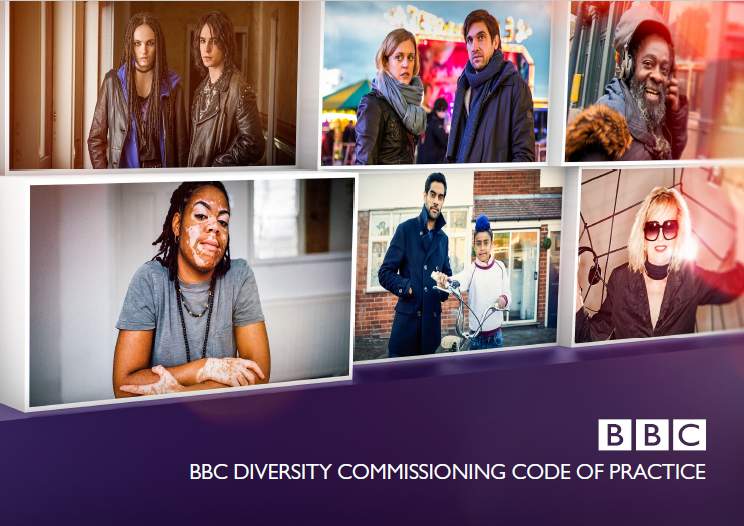 BBC
BBC DIVERSITY COMMISSIONING CODE OF PRACTICE